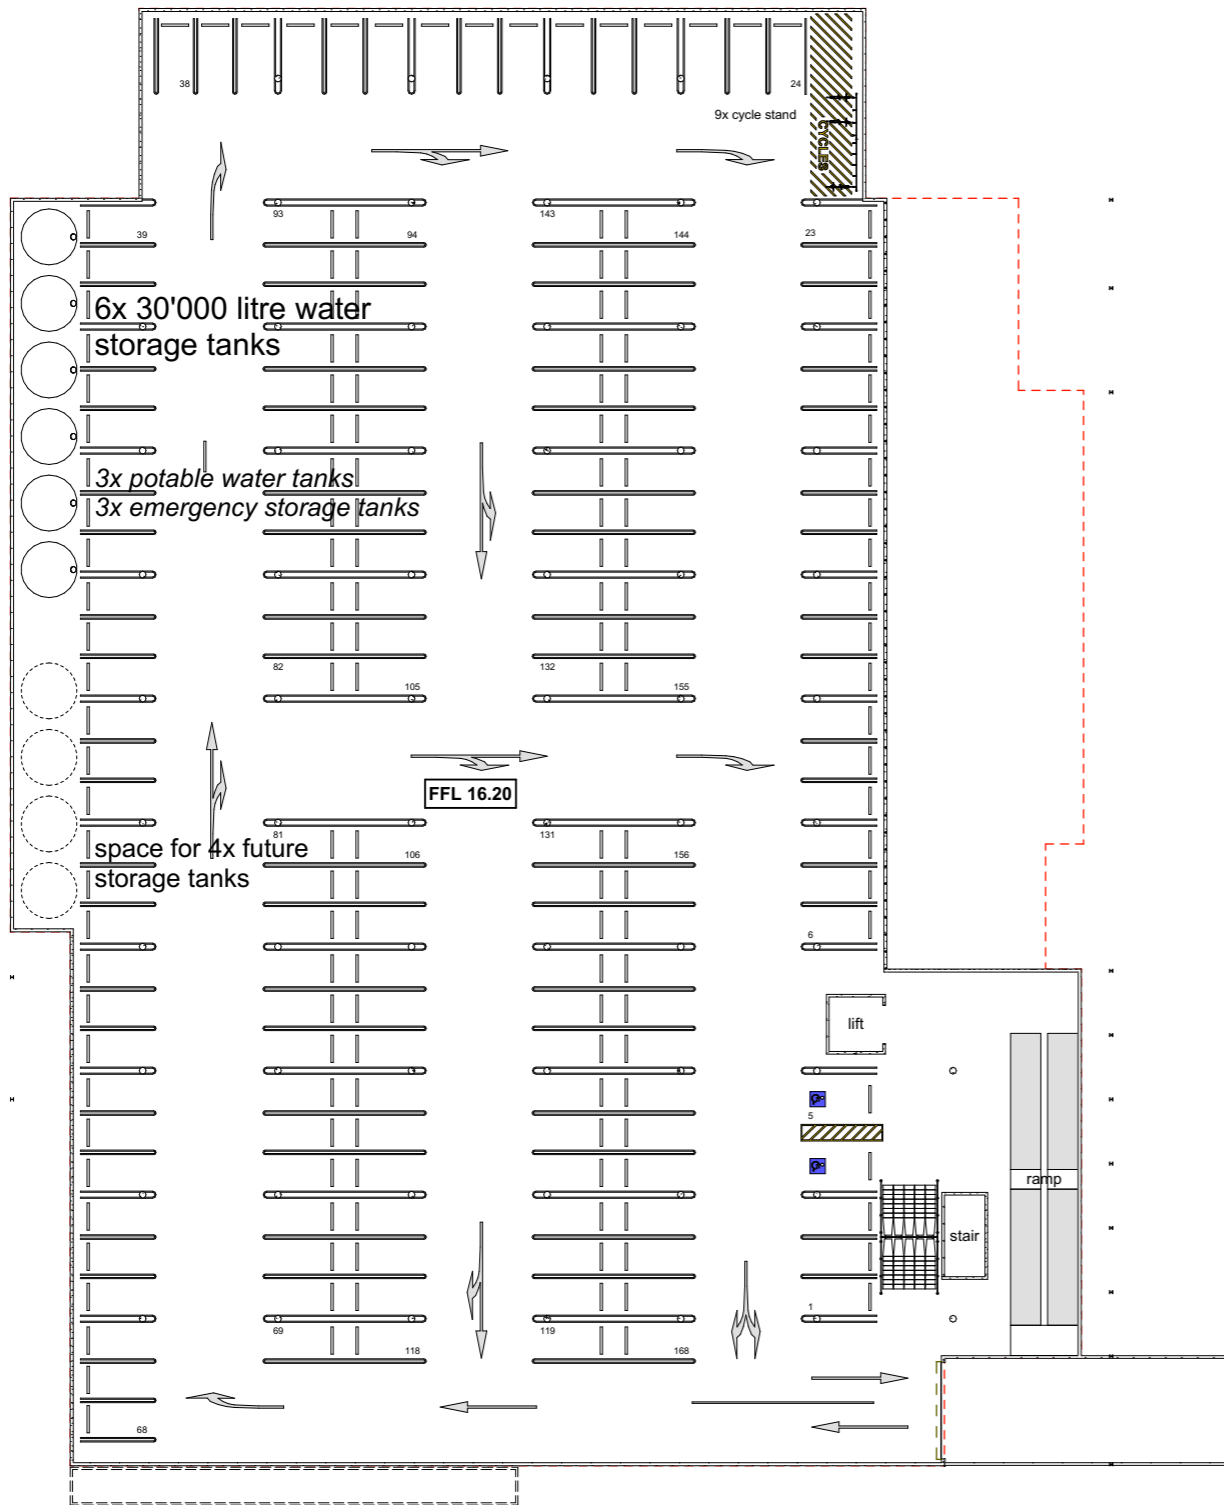 38
24
9x cycle stand
CYCLES
39
93
94
143
144
23
6x 30'000 litre water
storage tanks
3x potable water tanks
3x emergency storage tanks
82
105
132
155
FFL 16.20
81
106
131
156
space for 4x future
storage tanks
6
lift
5
ramp
stair
1
69
118
119
168
68